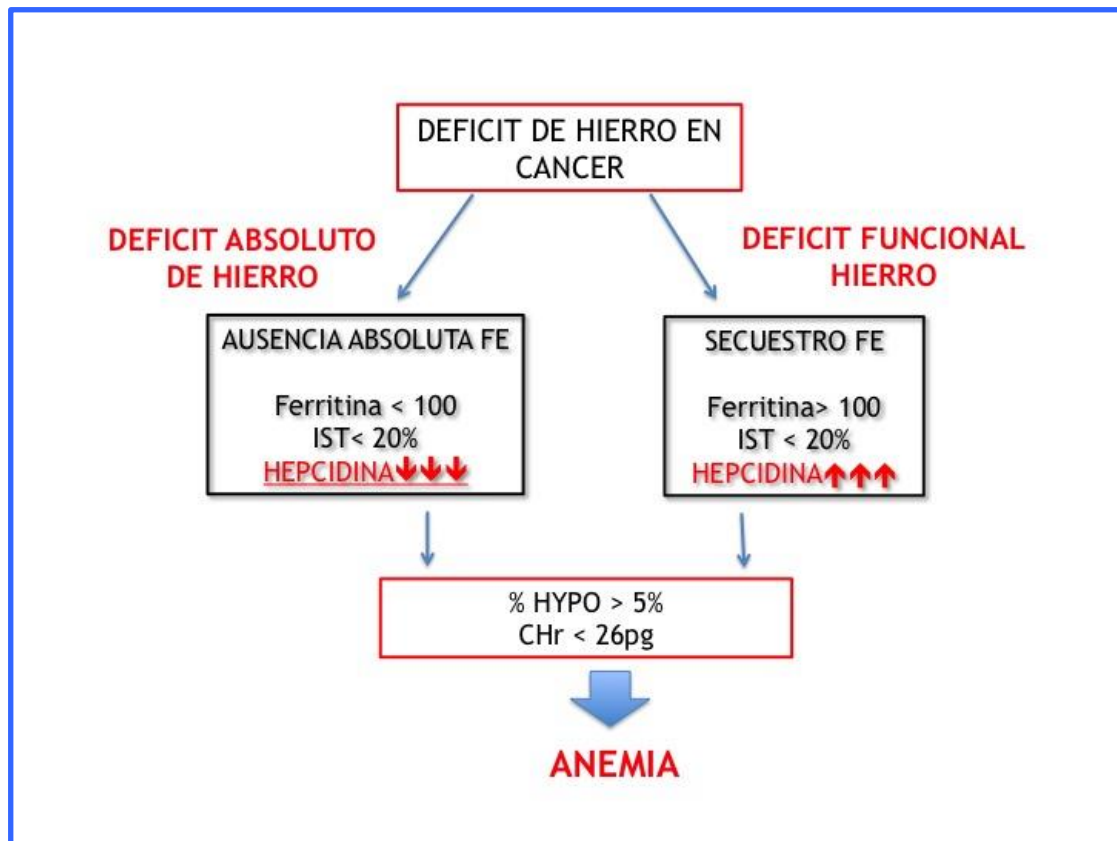 DEFICIT DE HIERRO EN
CANCER
DEFICIT ABSOLUTO
DE HIERRO
DEFICIT FUNCIONAL
HIERRO
AUSENCIA ABSOLUTA FE
Ferritina < 100
IST< 20%
HEPCIDINA↓↓↓
SECUESTRO FE
Ferritina> 100
IST < 20%
HEPCIDINA↑↑↑
% HYPO > 5%
CHr < 26pg
ANEMIA